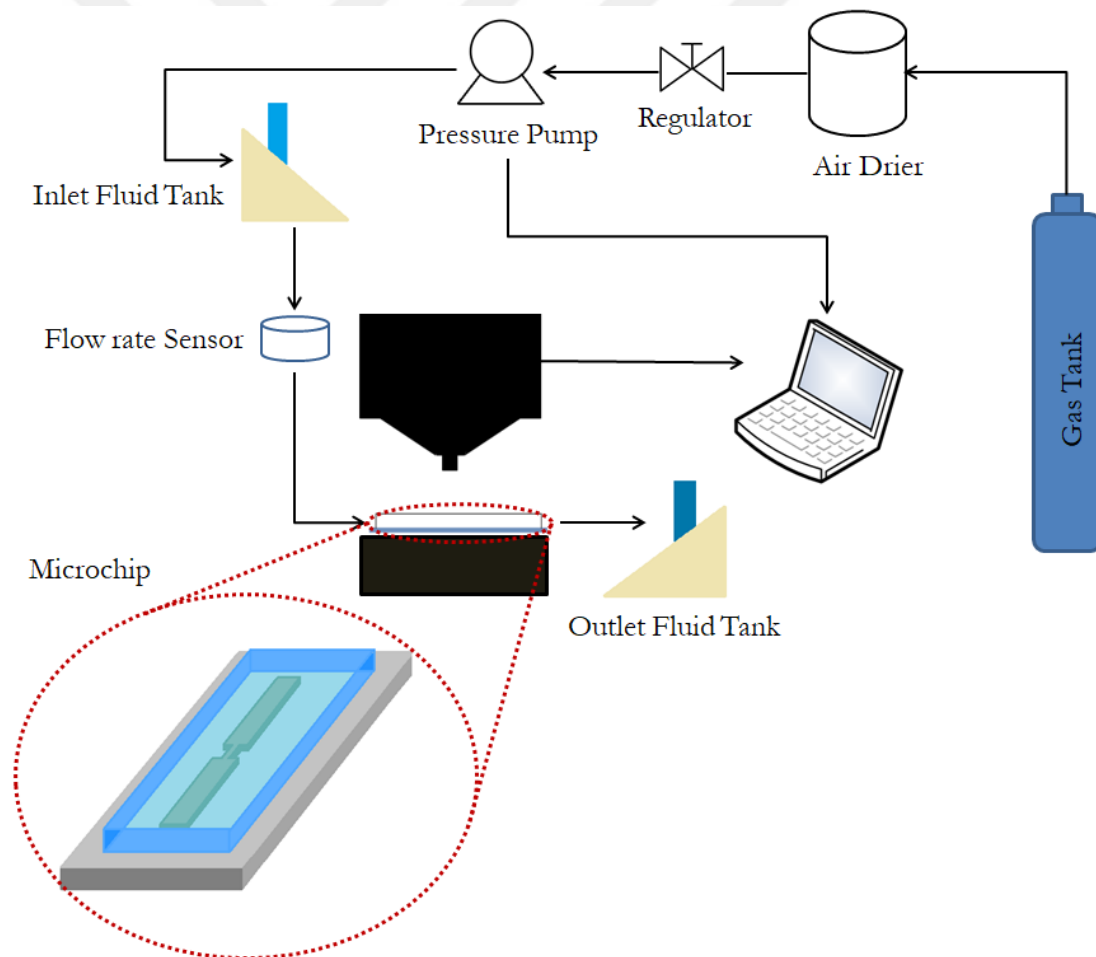 Regulator
Pressure Pump
Air Drier
Inlet Fluid Tank
Flow rate Sensor
Gas Tank
Microchip
Outlet Fluid Tank